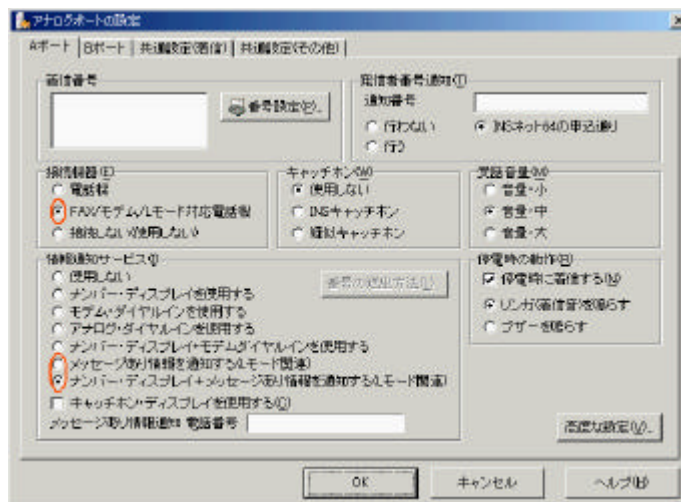 アナログポートの設定
Aポート Bポート 共通設定(着信) 共通設定(その他)
着信番号
番号設定(P)...
発信者番号通知(T)
通知番号
行わない INSネット64の申込通り
行う
接続機器(E)
電話機
FAX/モデム/Lモード対応電話機
接続しない(使用しない)
キャッチホン(W)
使用しない
INSキャッチホン
疑似キャッチホン
受話音量(V)
音量・小
音量・中
音量・大
情報通知サービス(I)
使用しない
番号の送出方法(L)
ナンバー・ディスプレイを使用する
モデム・ダイヤルインを使用する
アナログ・ダイヤルインを使用する
ナンバー・ディスプレイ+モデムダイヤルインを使用する
メッセージあり情報を通知する(Lモード関連)
ナンバー・ディスプレイ+メッセージあり情報を通知する(Lモード関連)
キャッチホン・ディスプレイを使用する(C)
メッセージあり情報通知 電話番号
停電時の動作(B)
停電時に着信する(N)
リンガ(着信音)を鳴らす
ブザーを鳴らす
高度な設定(V)...
OK キャンセル ヘルプ(H)